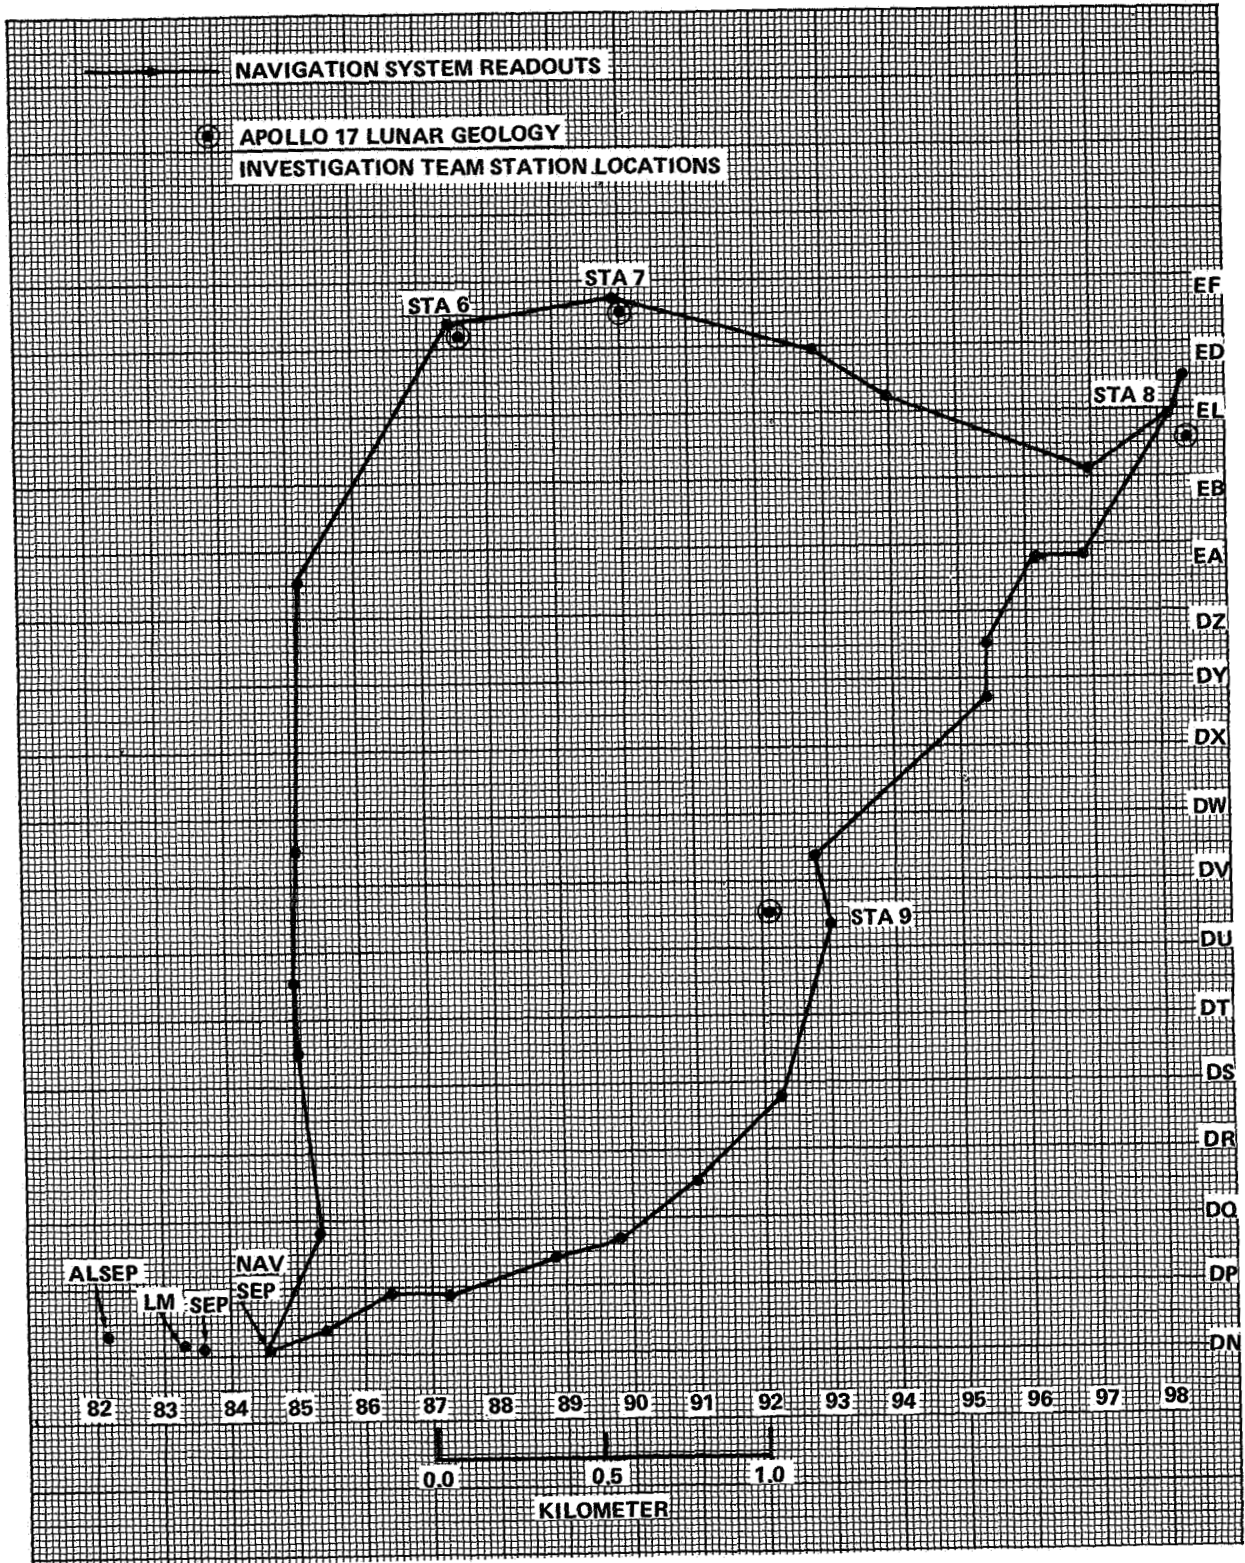 NAVIGATION SYSTEM READOUTS
APOLLO 17 LUNAR GEOLOGY
INVESTIGATION TEAM STATION LOCATIONS
STA 7
EF
STA 6
ED
STA 8
EL
EB
EA
DZ
DY
DX
DW
DV
STA 9
DU
DT
DS
DR
DQ
NAV
ALSEP
DP
SEP
LM
SEP
DN
82 83 84 85 86 87 88 89 90 91 92 93 94 95 96 97 98
0.0 0.5 1.0
KILOMETER